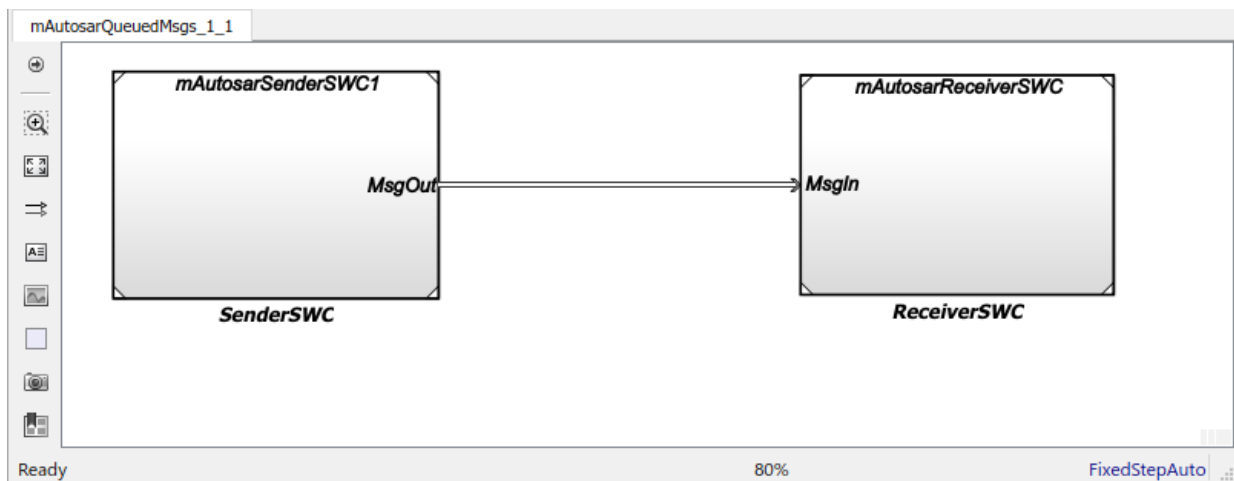 mAutosarQueuedMsgs_1_1
mAutosarSenderSWC1
mAutosarReceiverSWC
MsgOut
MsgIn
A
SenderSWC
ReceiverSWC
Ready
80%
FixedStepAuto